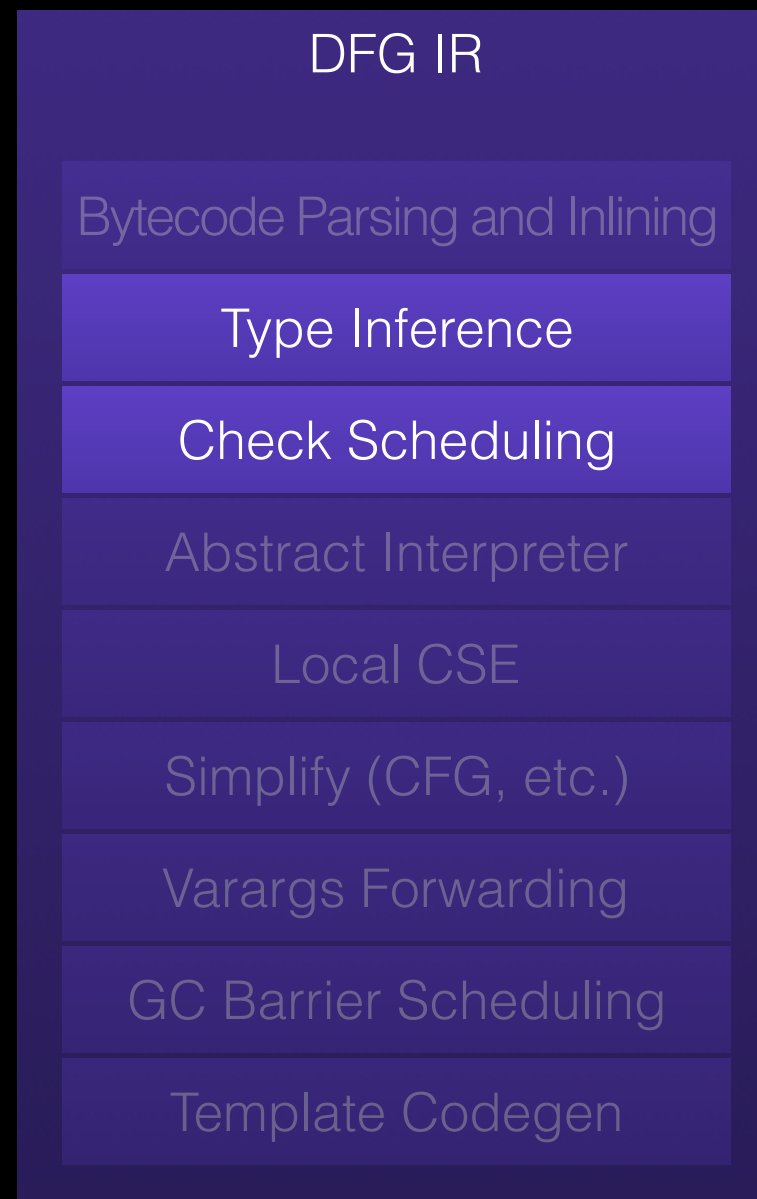 DFG IR
Bytecode Parsing and Inlining
Type Inference
Check Scheduling
Abstract Interpreter
Local CSE
Simplify (CFG, etc.)
Varargs Forwarding
GC Barrier Scheduling
Template Codegen